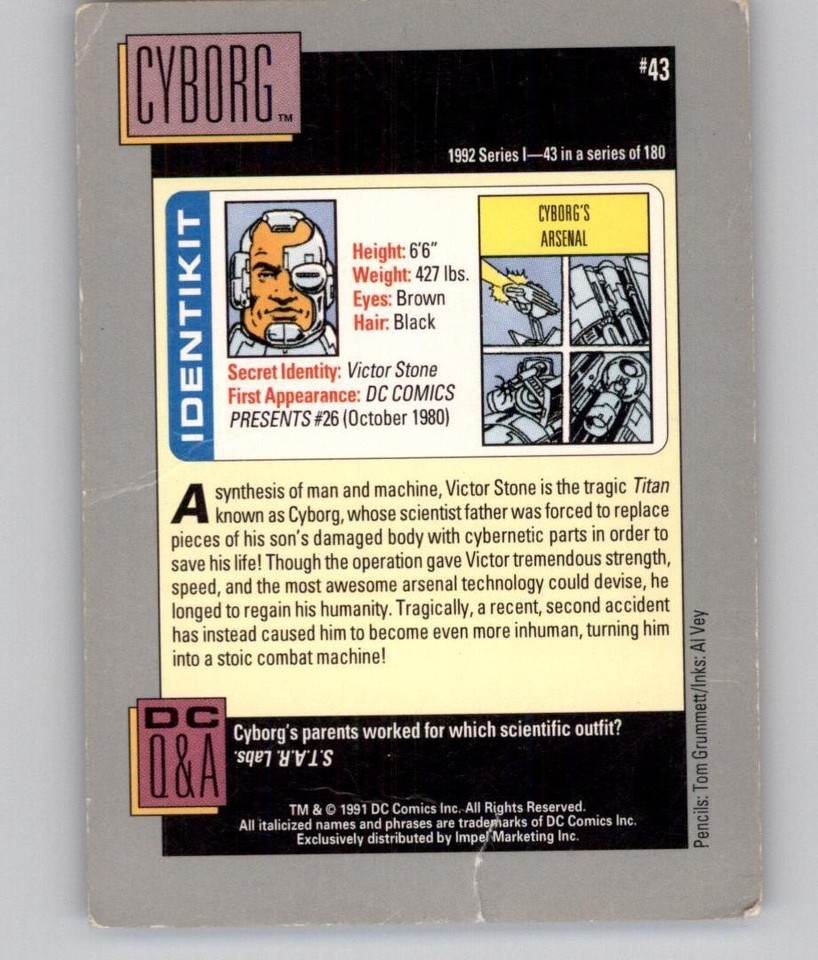 CYBORG™
#43
1992 Series I—43 in a series of 180
IDENTIKIT
Height: 6'6"
Weight: 427 lbs.
Eyes: Brown
Hair: Black
Secret Identity: Victor Stone
First Appearance: DC COMICS
PRESENTS #26 (October 1980)
CYBORG'S
ARSENAL
A synthesis of man and machine, Victor Stone is the tragic Titan
known as Cyborg, whose scientist father was forced to replace
pieces of his son's damaged body with cybernetic parts in order to
save his life! Though the operation gave Victor tremendous strength,
speed, and the most awesome arsenal technology could devise, he
longed to regain his humanity. Tragically, a recent, second accident
has instead caused him to become even more inhuman, turning him
into a stoic combat machine!
DC
Q&A
Cyborg's parents worked for which scientific outfit?
S.T.A.R. Labs.
TM & © 1991 DC Comics Inc. All Rights Reserved.
All italicized names and phrases are trademarks of DC Comics Inc.
Exclusively distributed by Impel Marketing Inc.
Pencils: Tom Grummett/Inks: Al Vey